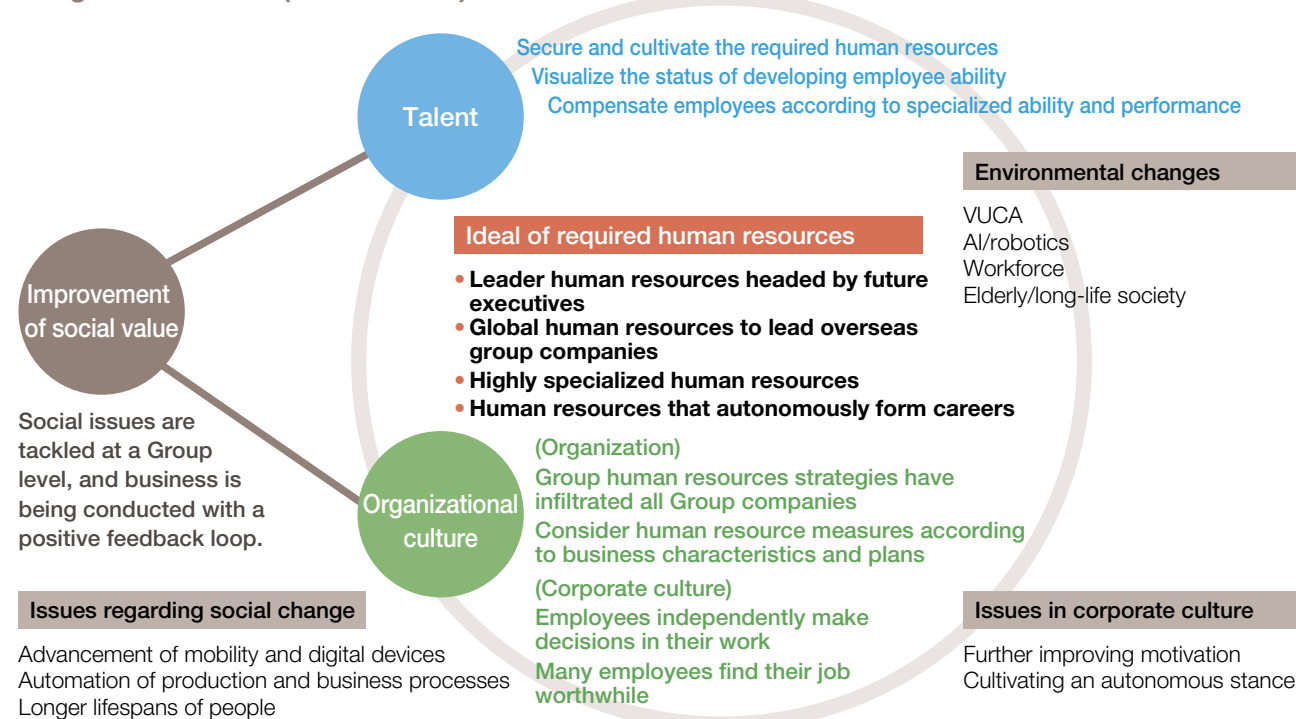 Talent
Secure and cultivate the required human resources
Visualize the status of developing employee ability
Compensate employees according to specialized ability and performance
Environmental changes
VUCA
AI/robotics
Workforce
Elderly/long-life society
Ideal of required human resources
• Leader human resources headed by future
executives
• Global human resources to lead overseas
group companies
• Highly specialized human resources
• Human resources that autonomously form careers
Improvement
of social value
Social issues are
tackled at a Group
level, and business is
being conducted with a
positive feedback loop.
Organizational
culture
(Organization)
Group human resources strategies have
infiltrated all Group companies
Consider human resource measures according
to business characteristics and plans
(Corporate culture)
Employees independently make
decisions in their work
Many employees find their job
worthwhile
Issues regarding social change
Advancement of mobility and digital devices
Automation of production and business processes
Longer lifespans of people
Issues in corporate culture
Further improving motivation
Cultivating an autonomous stance